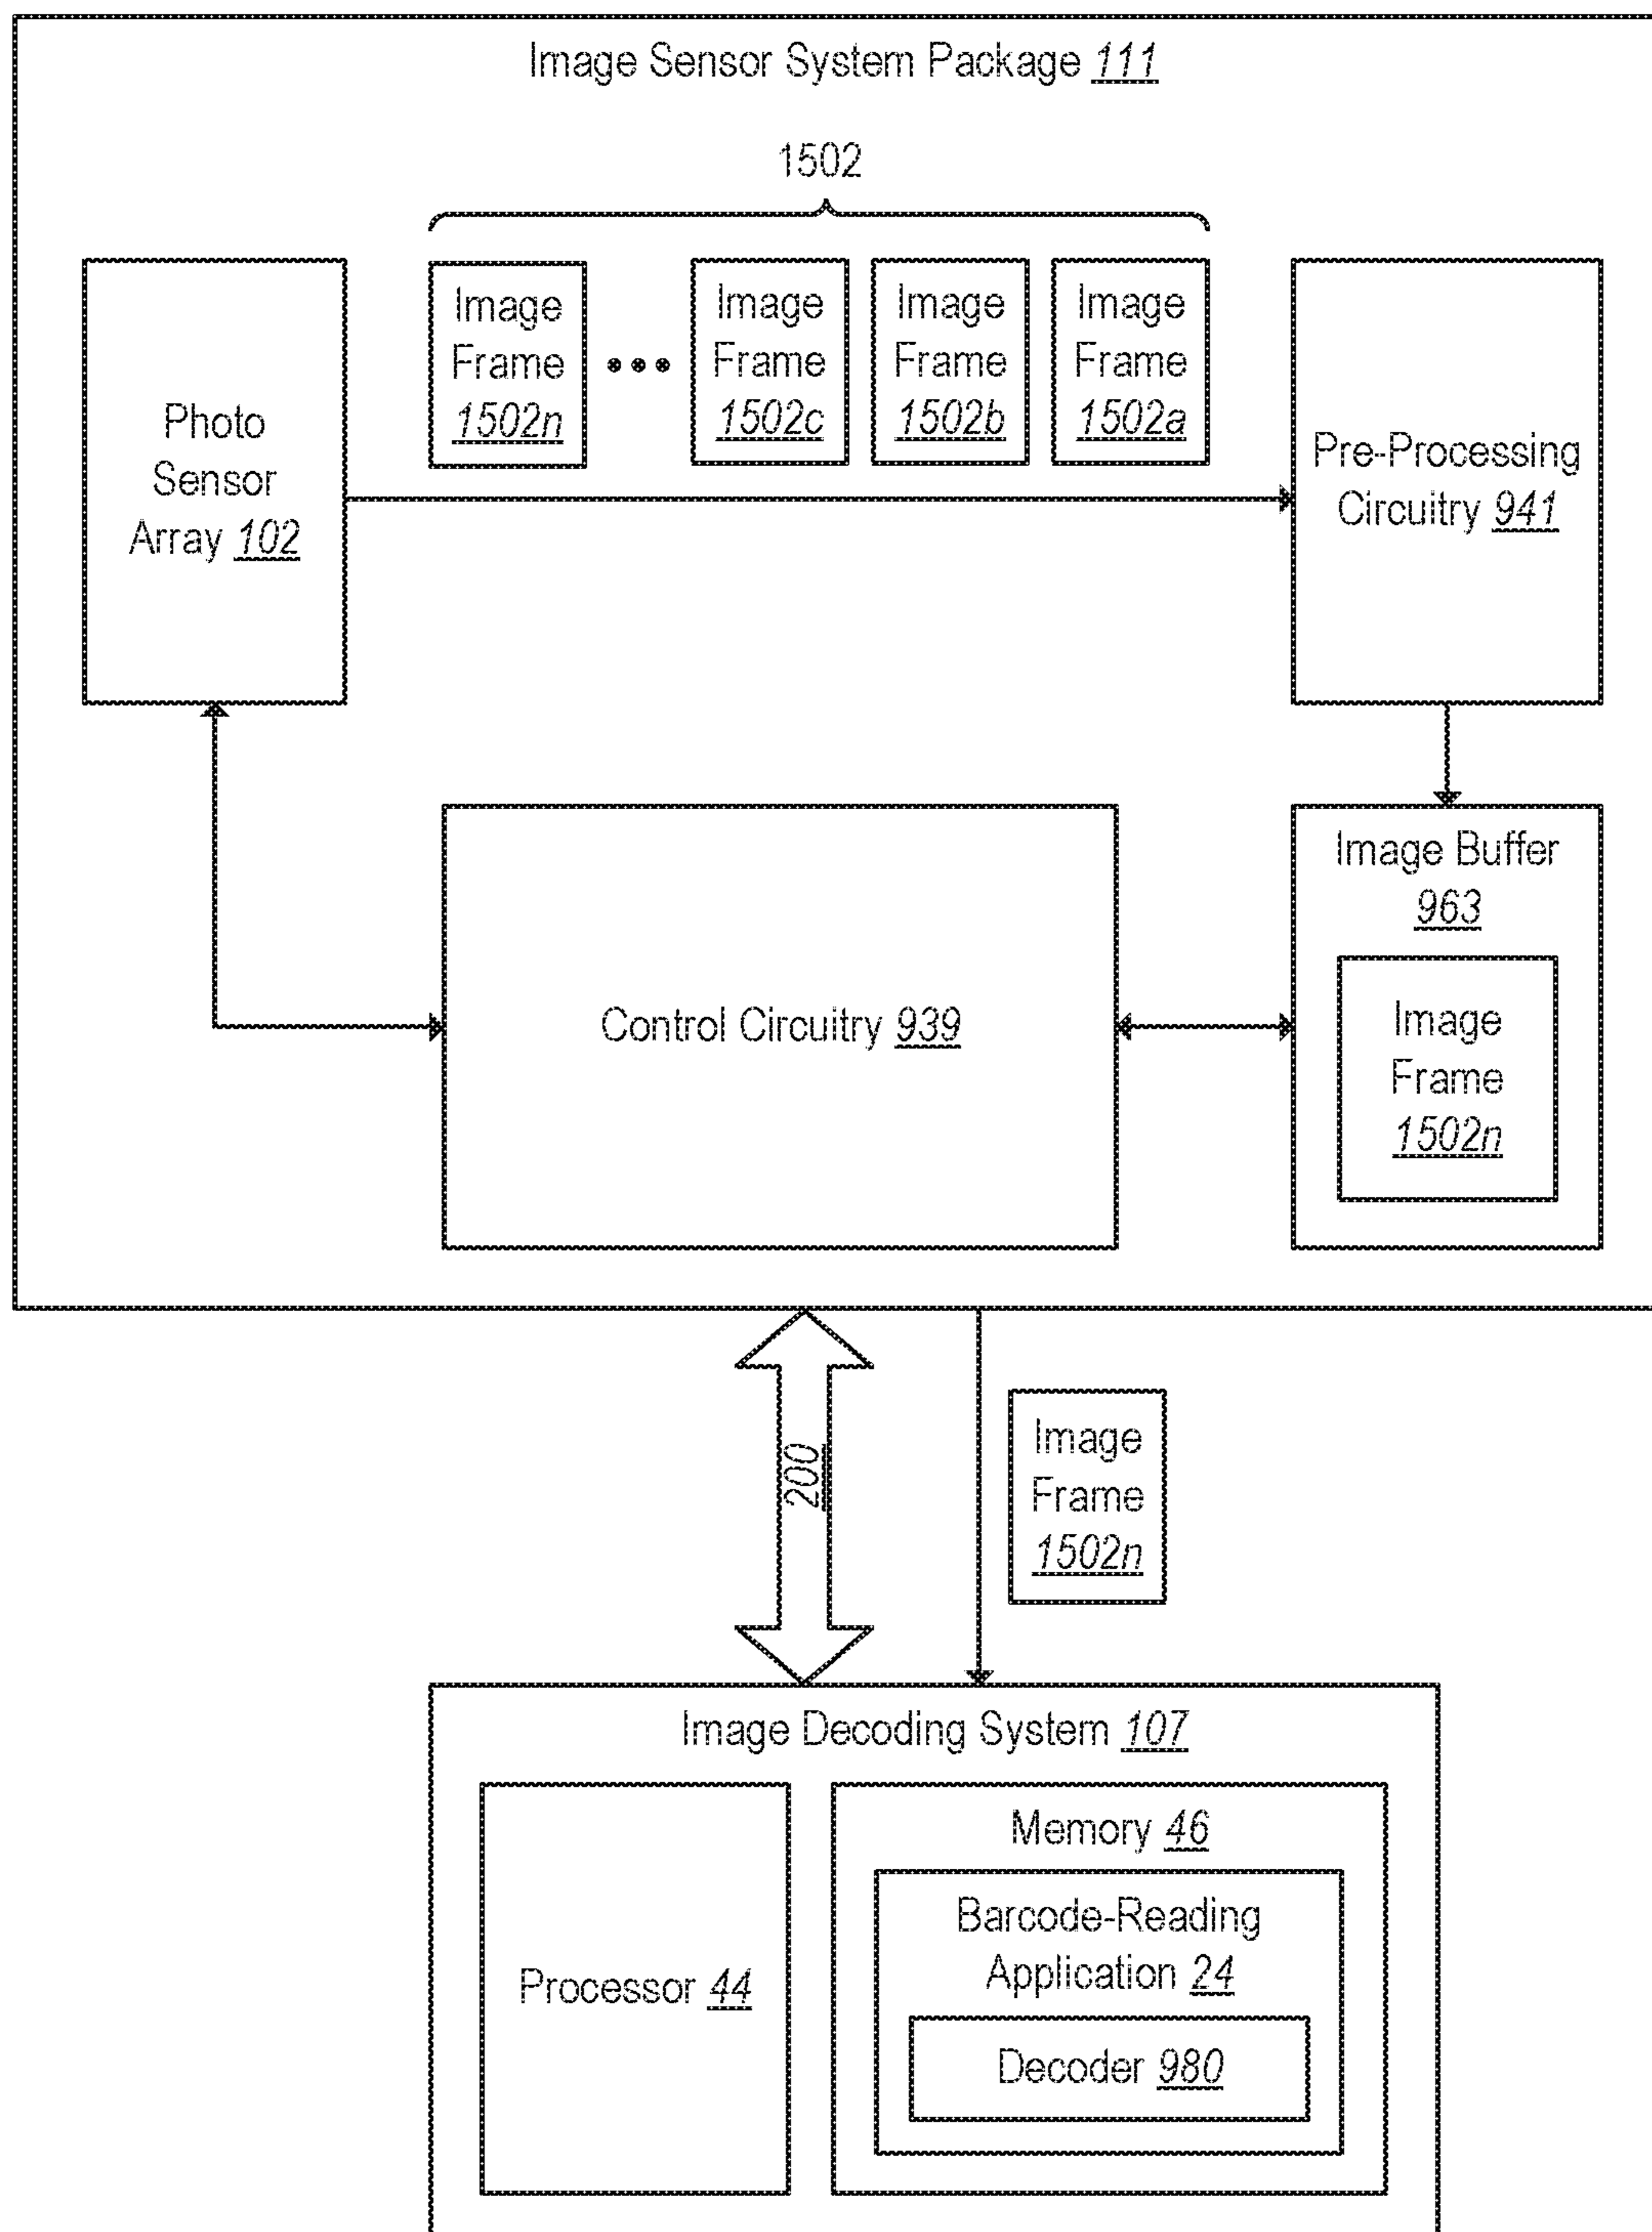 Image Sensor System Package 111
1502
Image
Frame
1502n
Image
Frame
1502c
Image
Frame
1502b
Image
Frame
1502a
Photo
Sensor
Array 102
Pre-Processing
Circuitry 941
Control Circuitry 939
Image Buffer
963
Image
Frame
1502n
200
Image
Frame
1502n
Image Decoding System 107
Processor 44
Memory 46
Barcode-Reading
Application 24
Decoder 980